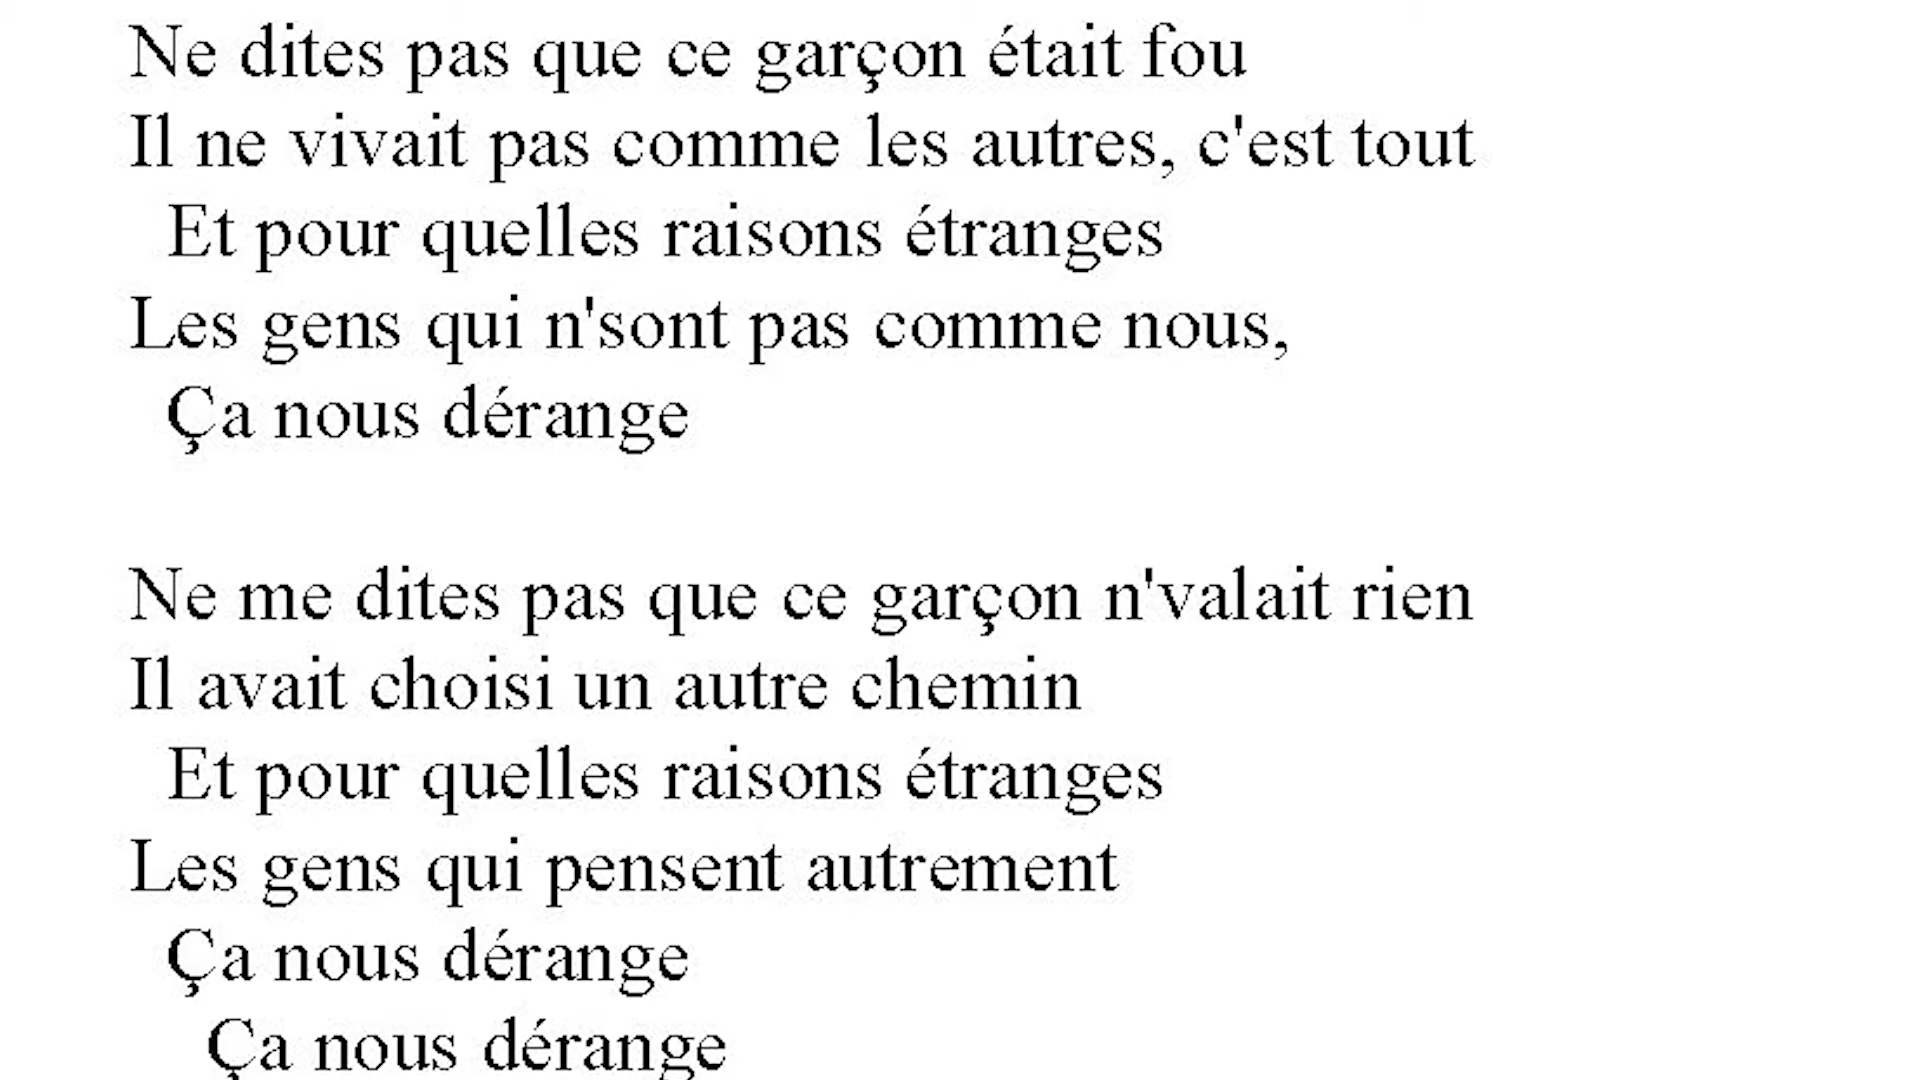 Ne dites pas que ce garçon était fou
Il ne vivait pas comme les autres, c'est tout
Et pour quelles raisons étranges
Les gens qui n'sont pas comme nous,
Ça nous dérange
Ne me dites pas que ce garçon n'valait rien
Il avait choisi un autre chemin
Et pour quelles raisons étranges
Les gens qui pensent autrement
Ça nous dérange
Ça nous dérange